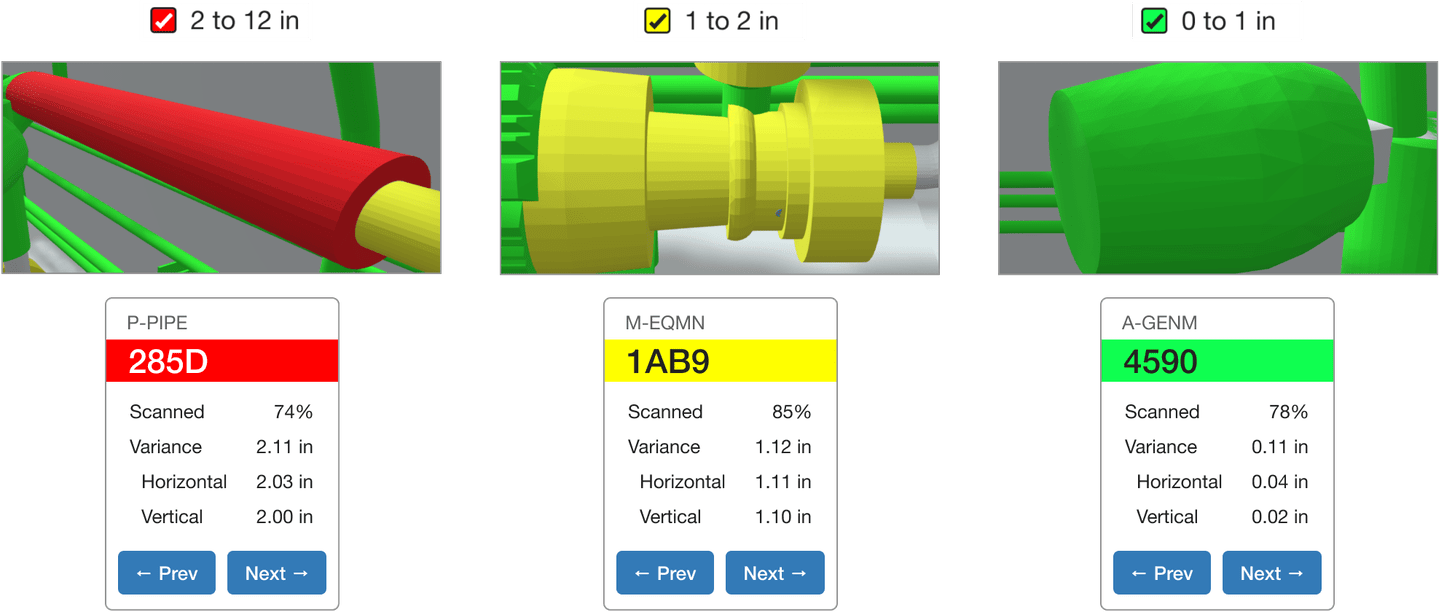 2 to 12 in
1 to 2 in
0 to 1 in
P-PIPE
285D
Scanned 74%
Variance 2.11 in
Horizontal 2.03 in
Vertical 2.00 in
← Prev Next →
M-EQMN
1AB9
Scanned 85%
Variance 1.12 in
Horizontal 1.11 in
Vertical 1.10 in
← Prev Next →
A-GENM
4590
Scanned 78%
Variance 0.11 in
Horizontal 0.04 in
Vertical 0.02 in
← Prev Next →